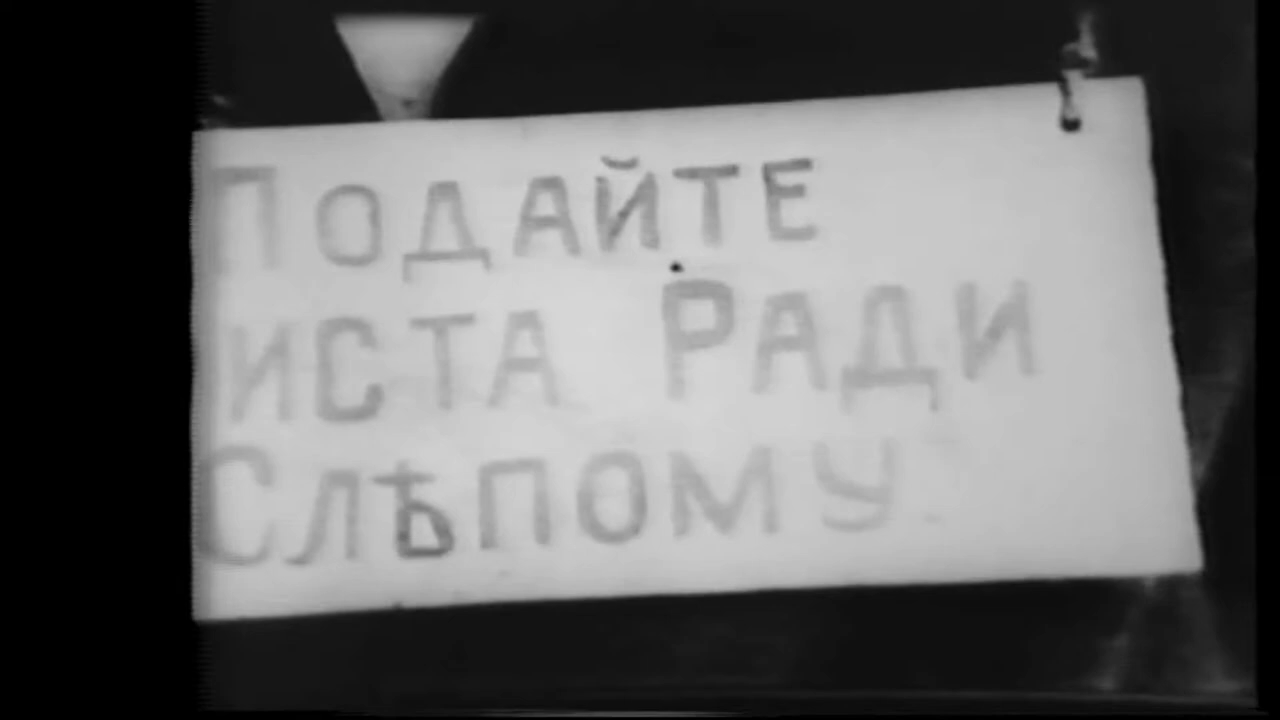 Подайте
иста Ради
Слѣпому